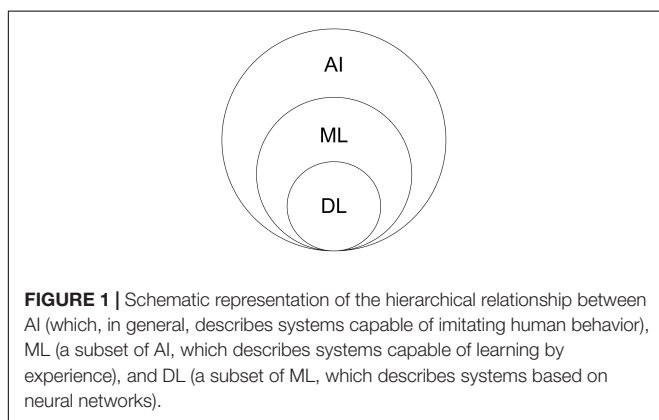 AI
ML
DL
FIGURE 1 | Schematic representation of the hierarchical relationship between
AI (which, in general, describes systems capable of imitating human behavior),
ML (a subset of AI, which describes systems capable of learning by
experience), and DL (a subset of ML, which describes systems based on
neural networks).